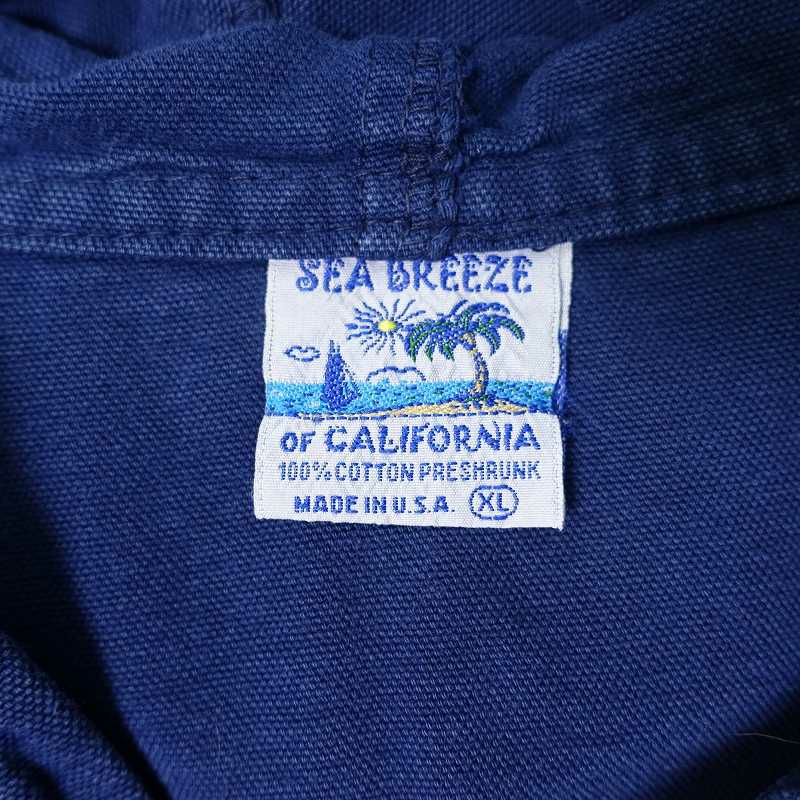 SEA BREEZE
OF CALIFORNIA
100% COTTON PRESHRUNK
MADE IN U.S.A. XL